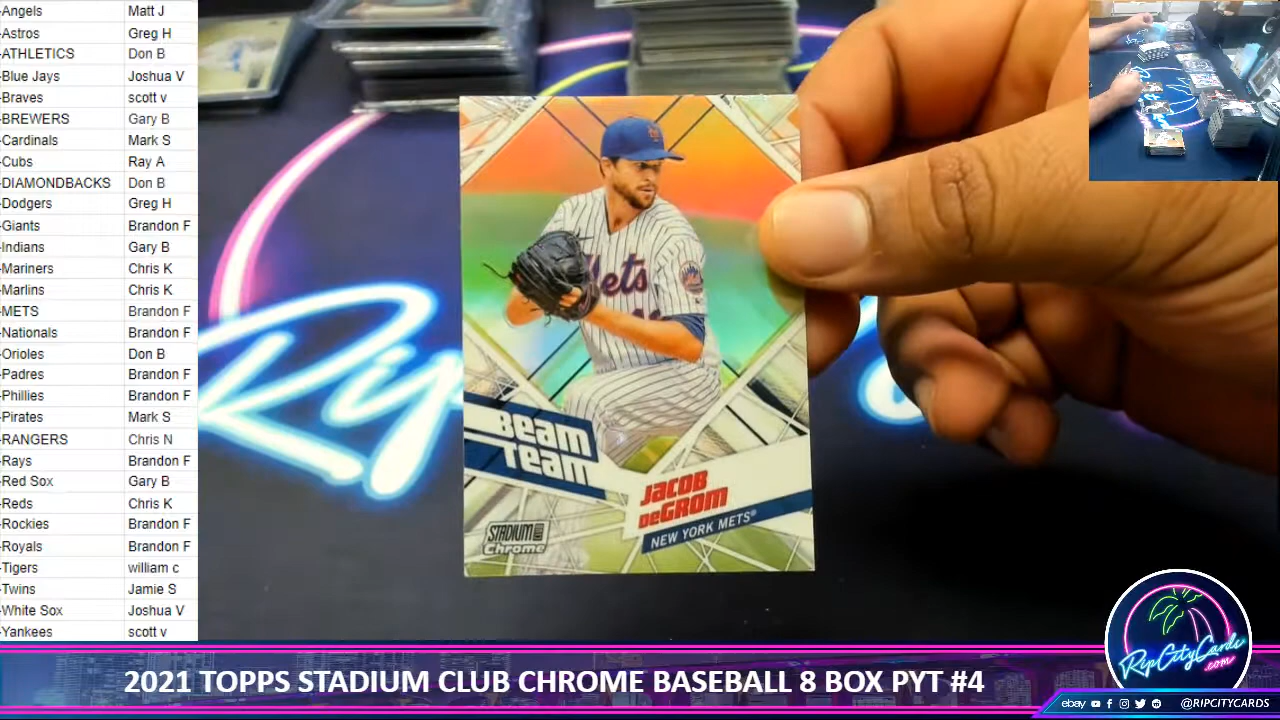 -Angels Matt J
-Astros Greg H
-ATHLETICS Don B
-Blue Jays Joshua V
-Braves scott v
-BREWERS Gary B
-Cardinals Mark S
-Cubs Ray A
-DIAMONDBACKS Don B
-Dodgers Greg H
-Giants Brandon F
-Indians Gary B
-Mariners Chris K
-Marlins Chris K
-METS Brandon F
-Nationals Brandon F
-Orioles Don B
-Padres Brandon F
-Phillies Brandon F
-Pirates Mark S
-RANGERS Chris N
-Rays Brandon F
-Red Sox Gary B
-Reds Chris K
-Rockies Brandon F
-Royals Brandon F
-Tigers william c
-Twins Jamie S
-White Sox Joshua V
-Yankees scott v
Rip
Mets
BEAM
TEAM
JACOB
DEGROM
NEW YORK METS®
STADIUM CLUB
Chrome
RipCityCards
.com
2021 TOPPS STADIUM CLUB CHROME BASEBALL 8 BOX PYT #4
ebay
@RIPCITYCARDS